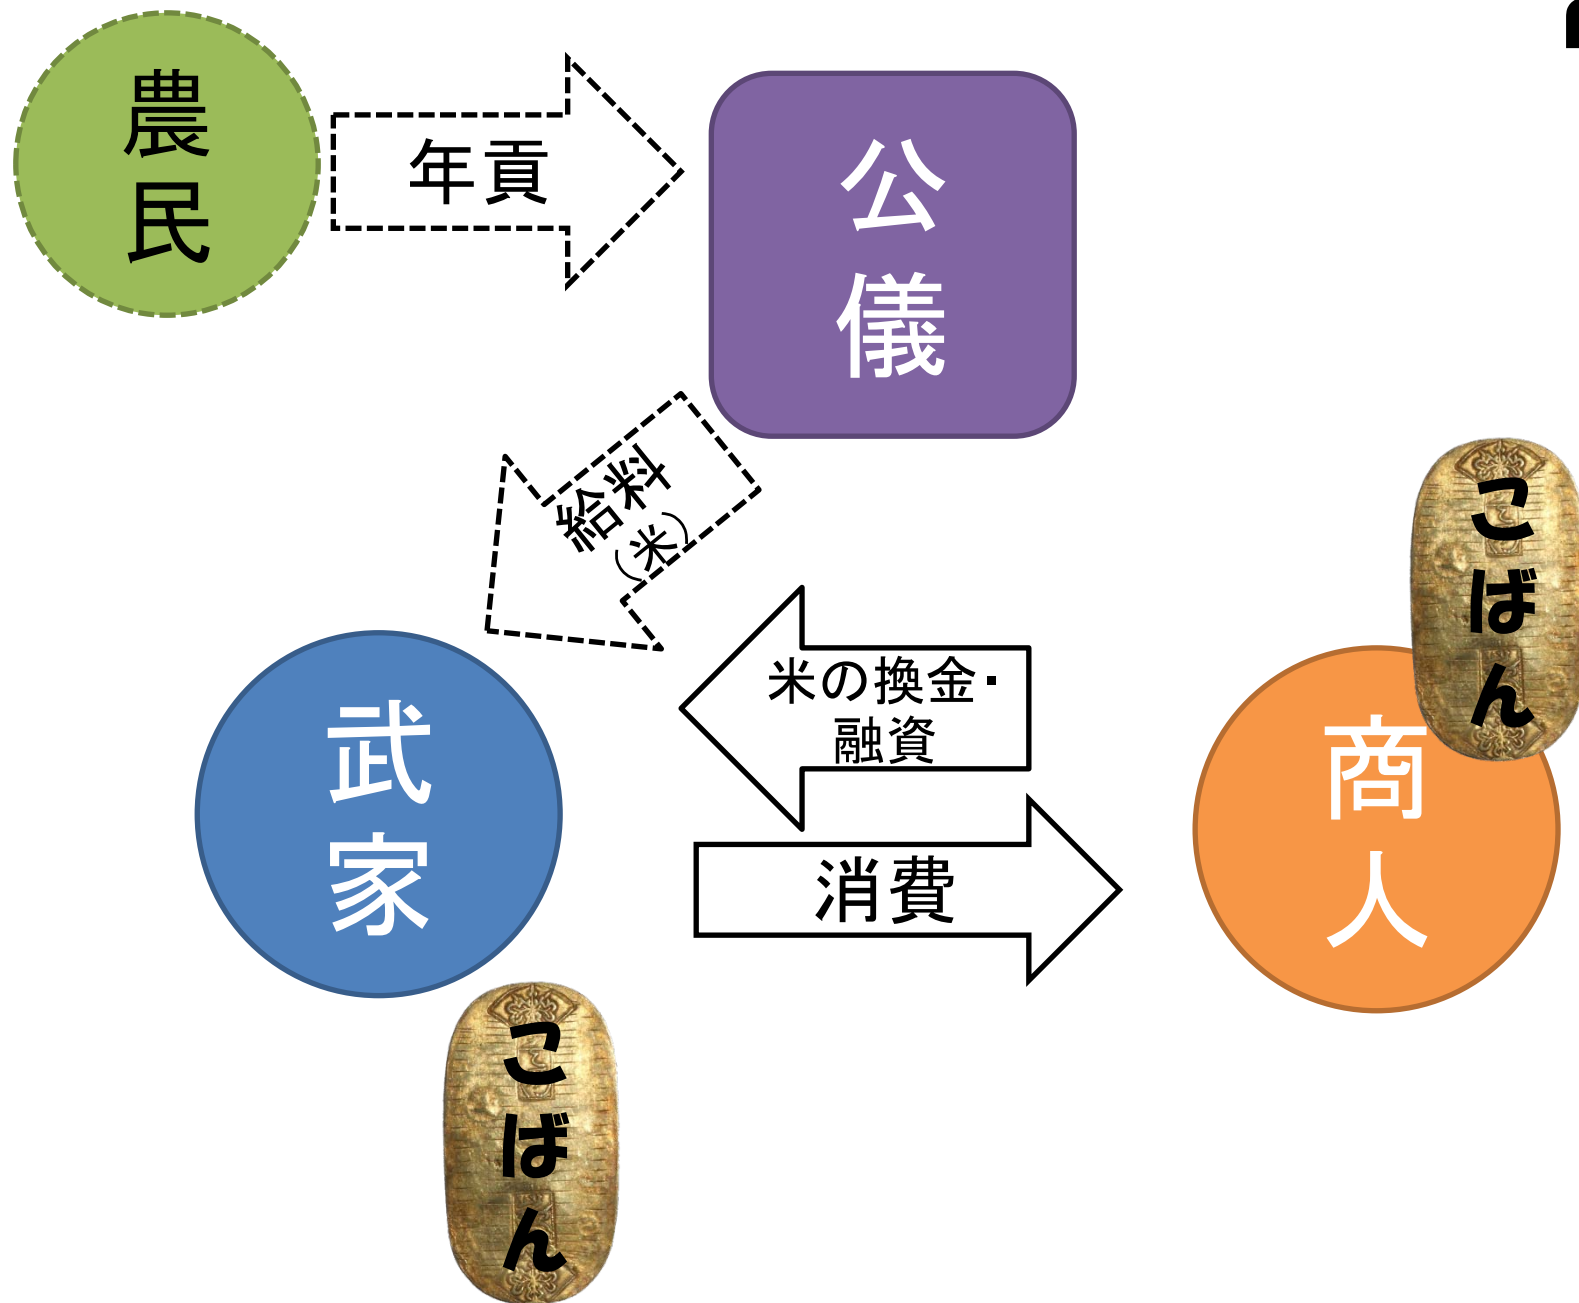 農民
年貢
公儀
給料
（米）
武家
米の換金・
融資
消費
商人
こばん
こばん